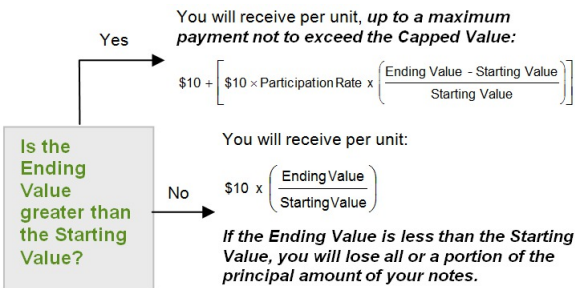 You will receive per unit, up to a maximum
payment not to exceed the Capped Value:
Yes
$10 + [ $10 × Participation Rate x ( Ending Value - Starting Value / Starting Value ) ]
Is the
Ending
Value
greater than
the Starting
Value?
No
You will receive per unit:
$10 x ( Ending Value / Starting Value )
If the Ending Value is less than the Starting
Value, you will lose all or a portion of the
principal amount of your notes.